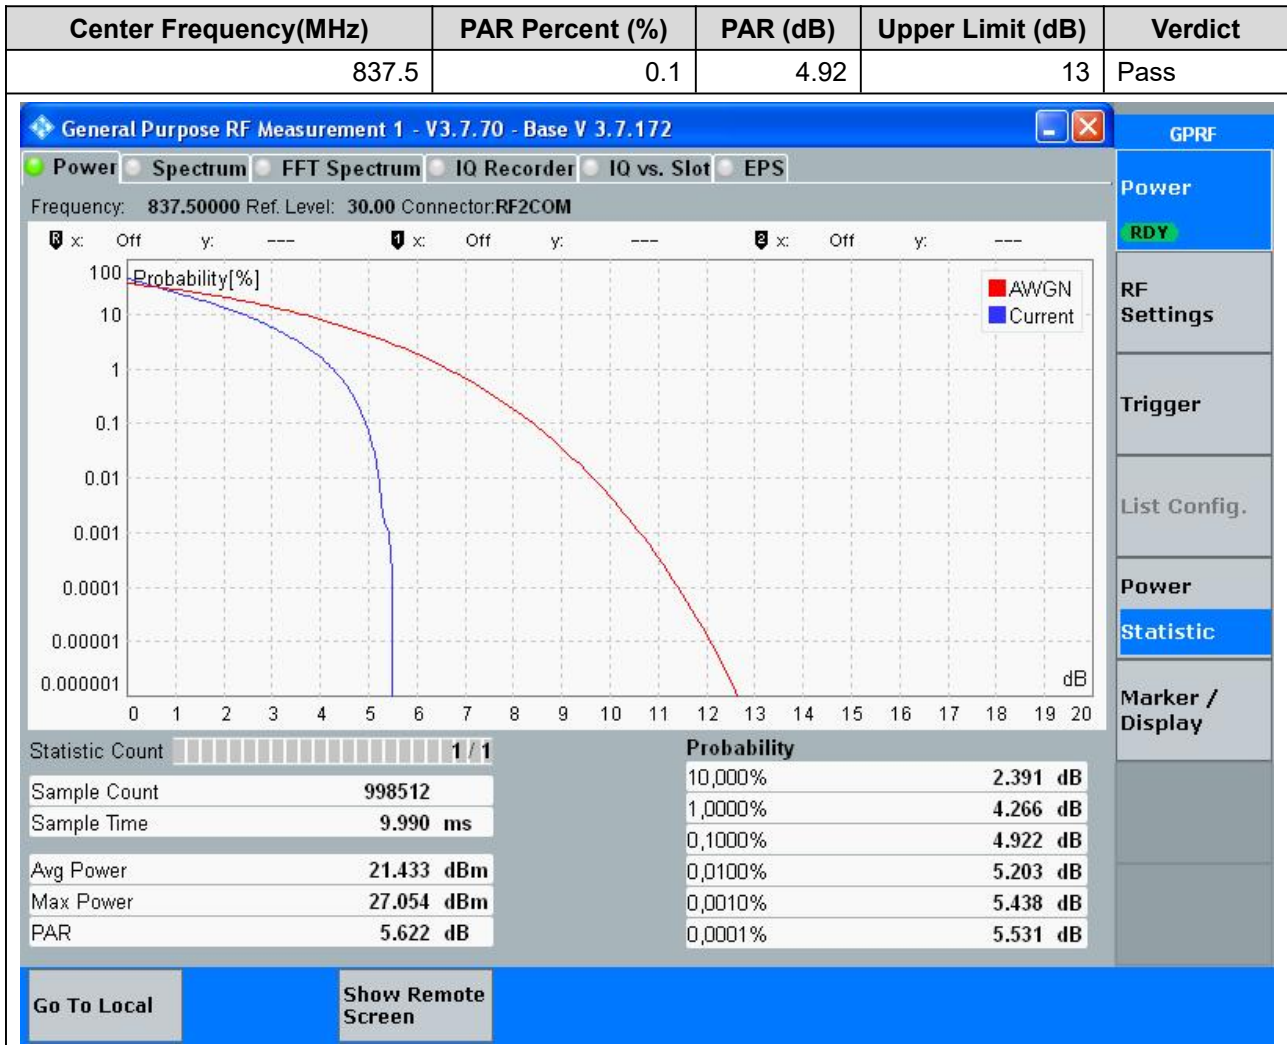 Center Frequency(MHz) PAR Percent (%) PAR (dB) Upper Limit (dB) Verdict
837.5 0.1 4.92 13 Pass
General Purpose RF Measurement 1 - V3.7.70 - Base V 3.7.172
GPRF
Power Spectrum FFT Spectrum IQ Recorder IQ vs. Slot EPS
Frequency: 837.50000 Ref. Level: 30.00 Connector:RF2COM
R x: Off y: --- 1 x: Off y: --- 2 x: Off y: ---
Probability[%]
AWGN
Current
100
10
1
0.1
0.01
0.001
0.0001
0.00001
0.000001
dB
0 1 2 3 4 5 6 7 8 9 10 11 12 13 14 15 16 17 18 19 20
Statistic Count 1 / 1
Sample Count 998512
Sample Time 9.990 ms
Avg Power 21.433 dBm
Max Power 27.054 dBm
PAR 5.622 dB
Probability
10,000% 2.391 dB
1,0000% 4.266 dB
0,1000% 4.922 dB
0,0100% 5.203 dB
0,0010% 5.438 dB
0,0001% 5.531 dB
Power
RDY
RF
Settings
Trigger
List Config.
Power
Statistic
Marker /
Display
Go To Local
Show Remote
Screen